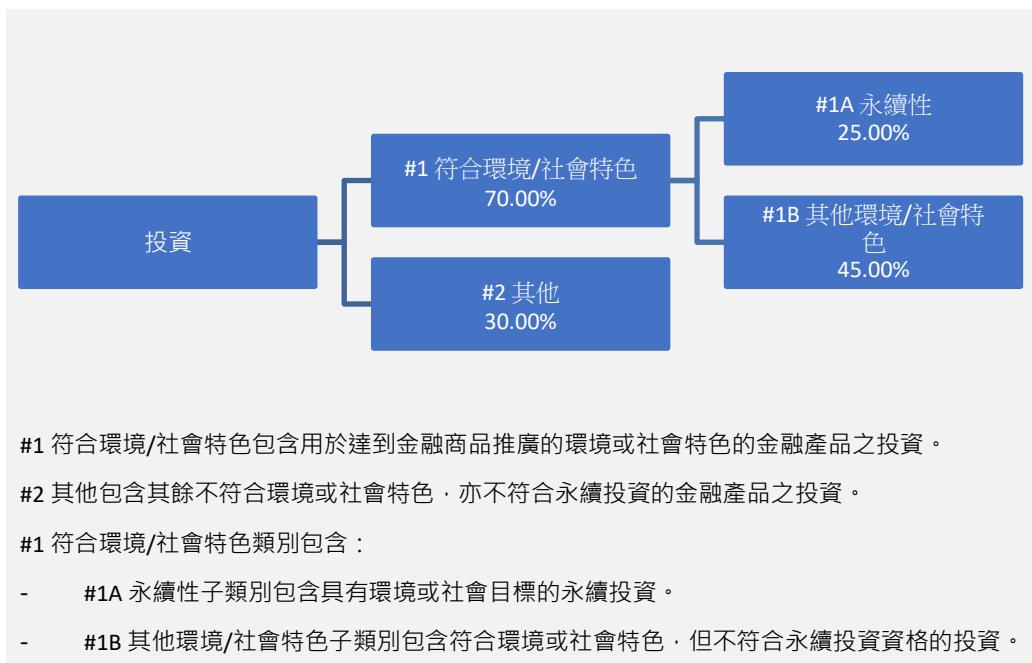 投資
#1 符合環境/社會特色
70.00%
#2 其他
30.00%
#1A 永續性
25.00%
#1B 其他環境/社會特
色
45.00%
#1 符合環境/社會特色包含用於達到金融商品推廣的環境或社會特色的金融產品之投資。
#2 其他包含其餘不符合環境或社會特色，亦不符合永續投資的金融產品之投資。
#1 符合環境/社會特色類別包含：
- #1A 永續性子類別包含具有環境或社會目標的永續投資。
- #1B 其他環境/社會特色子類別包含符合環境或社會特色，但不符合永續投資資格的投資。